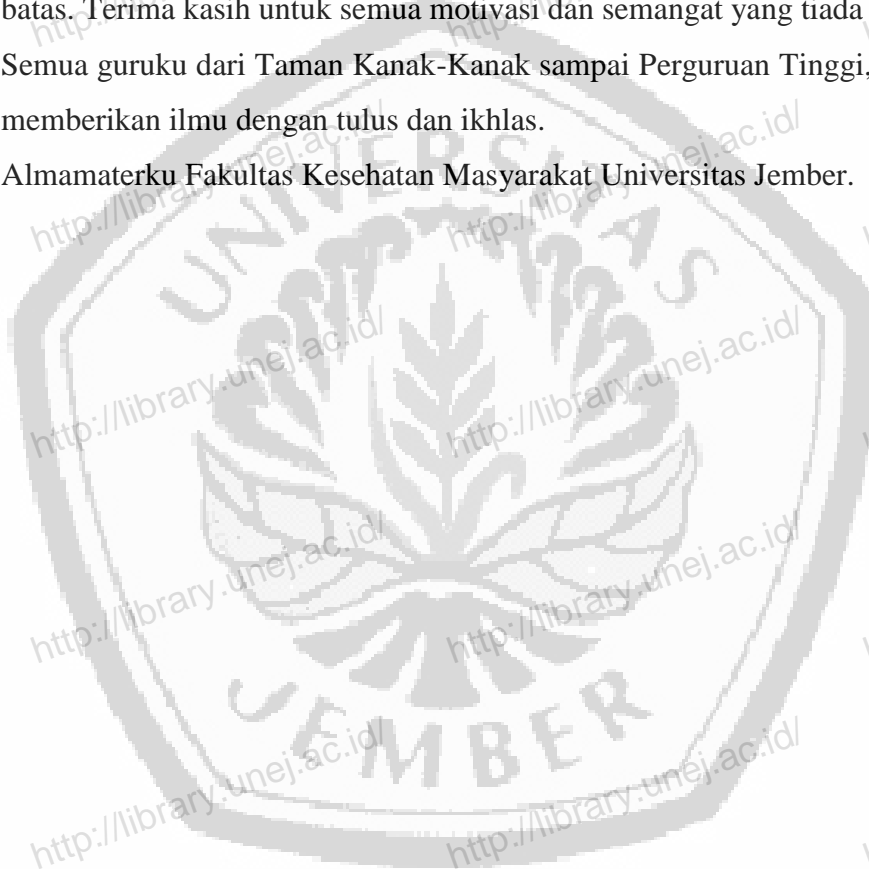 batas. Terima kasih untuk semua motivasi dan semangat yang tiada
Semua guruku dari Taman Kanak-Kanak sampai Perguruan Tinggi,
memberikan ilmu dengan tulus dan ikhlas.
Almamaterku Fakultas Kesehatan Masyarakat Universitas Jember.
UNIVERSITAS
JEMBER
http://library.unej.ac.id/
http://library.unej.ac.id/
http://library.unej.ac.id/
http://library.unej.ac.id/
http://library.unej.ac.id/
http://library.unej.ac.id/
http://library.unej.ac.id/
http://library.unej.ac.id/